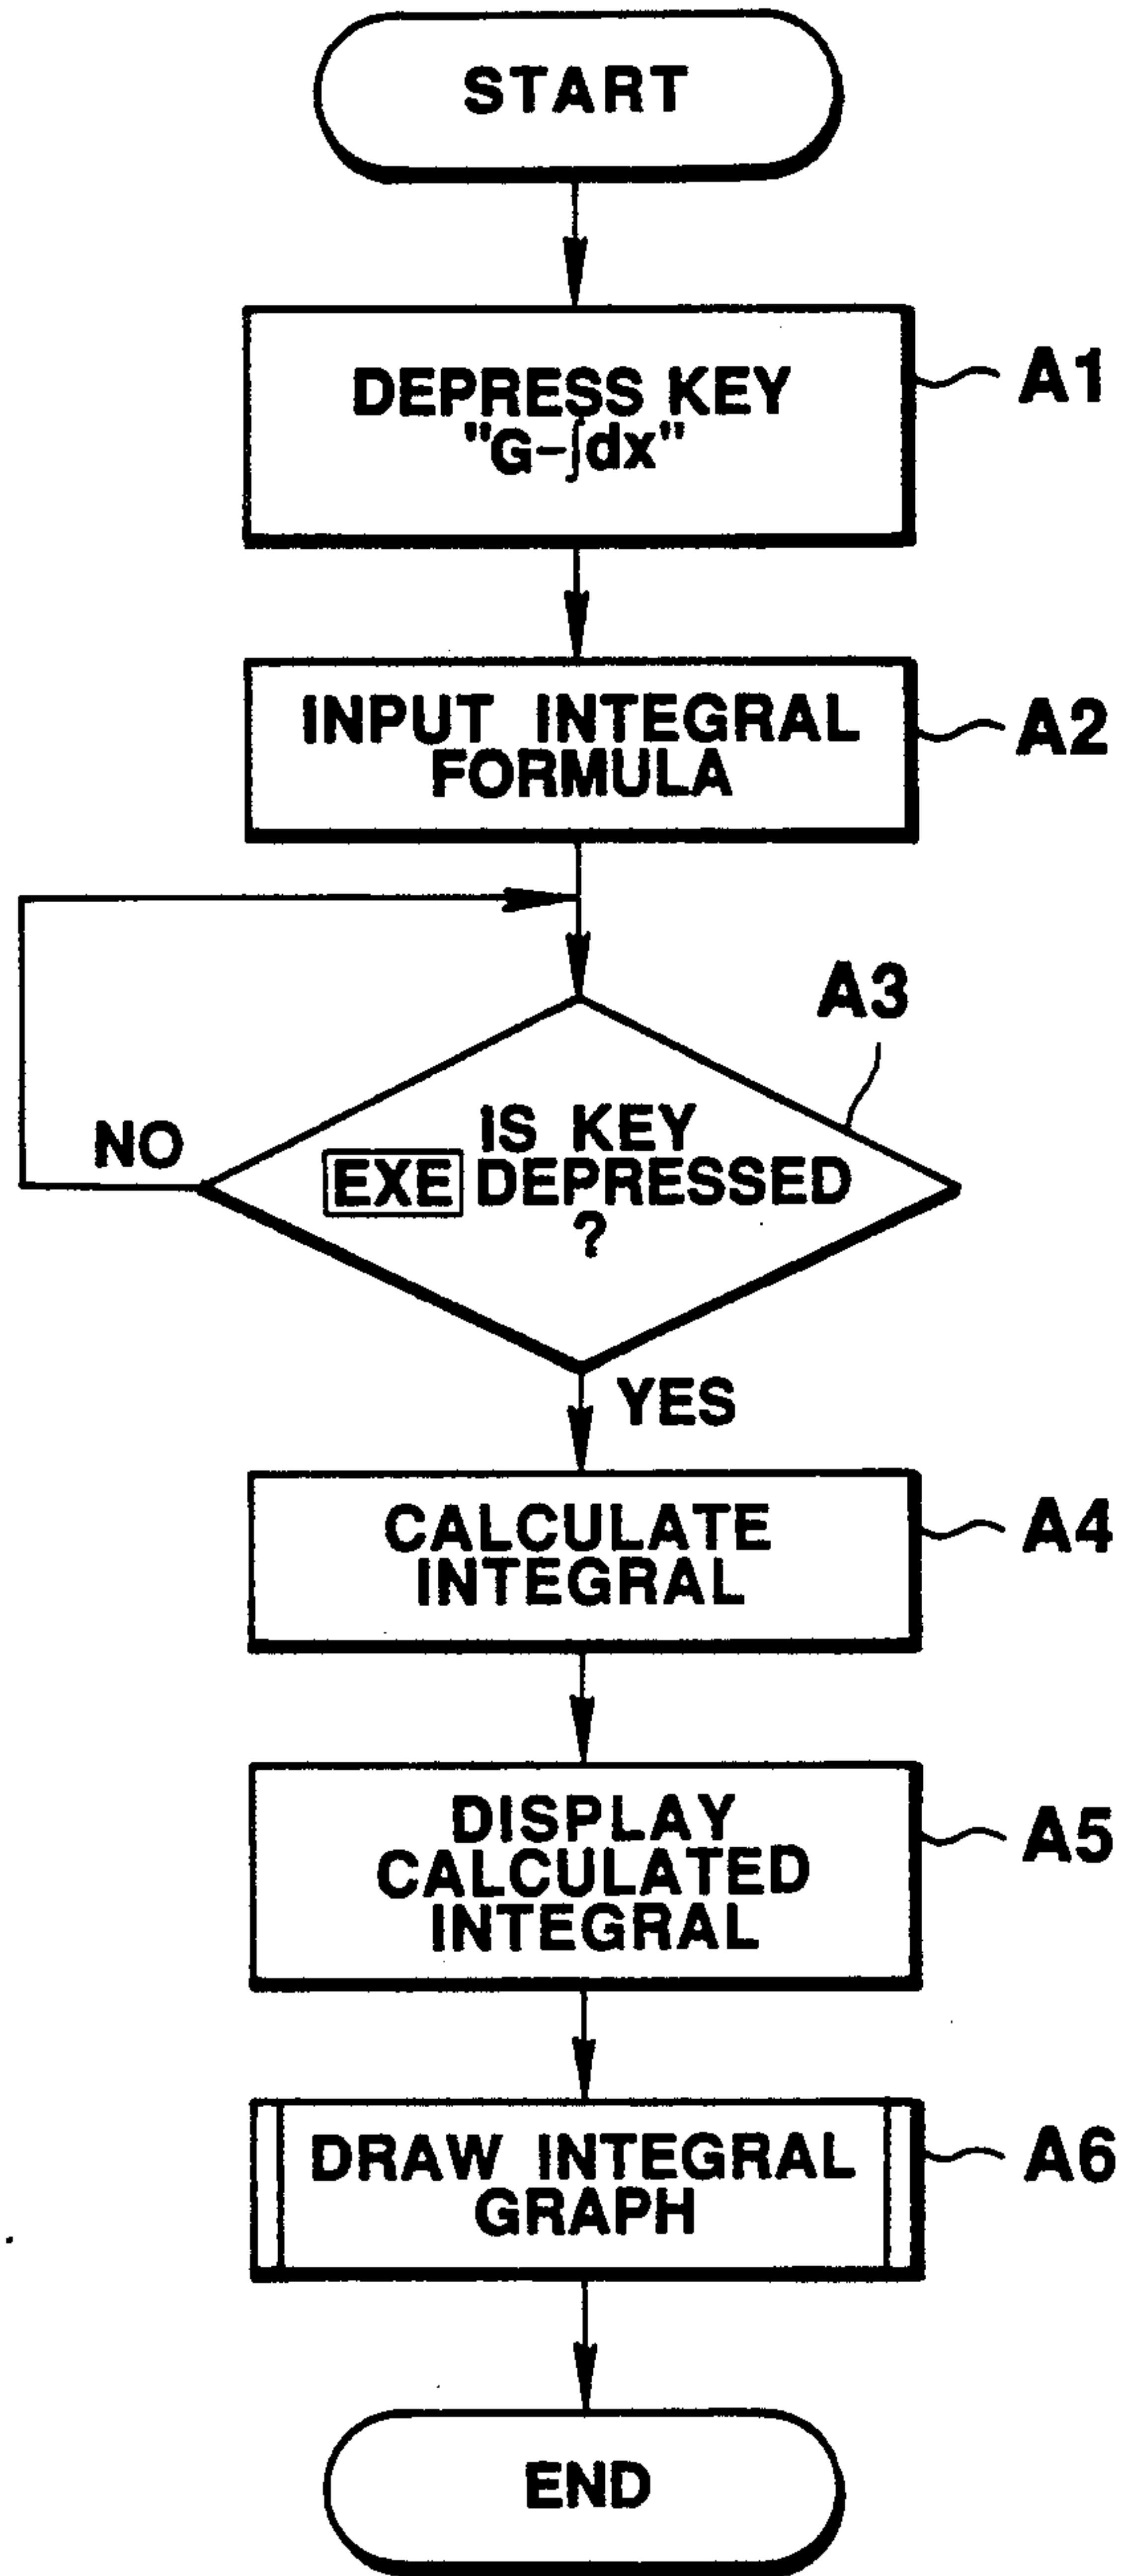 START
DEPRESS KEY
"G-∫dx"
A1
INPUT INTEGRAL
FORMULA
A2
A3
IS KEY
EXE DEPRESSED
?
NO
YES
CALCULATE
INTEGRAL
A4
DISPLAY
CALCULATED
INTEGRAL
A5
DRAW INTEGRAL
GRAPH
A6
END